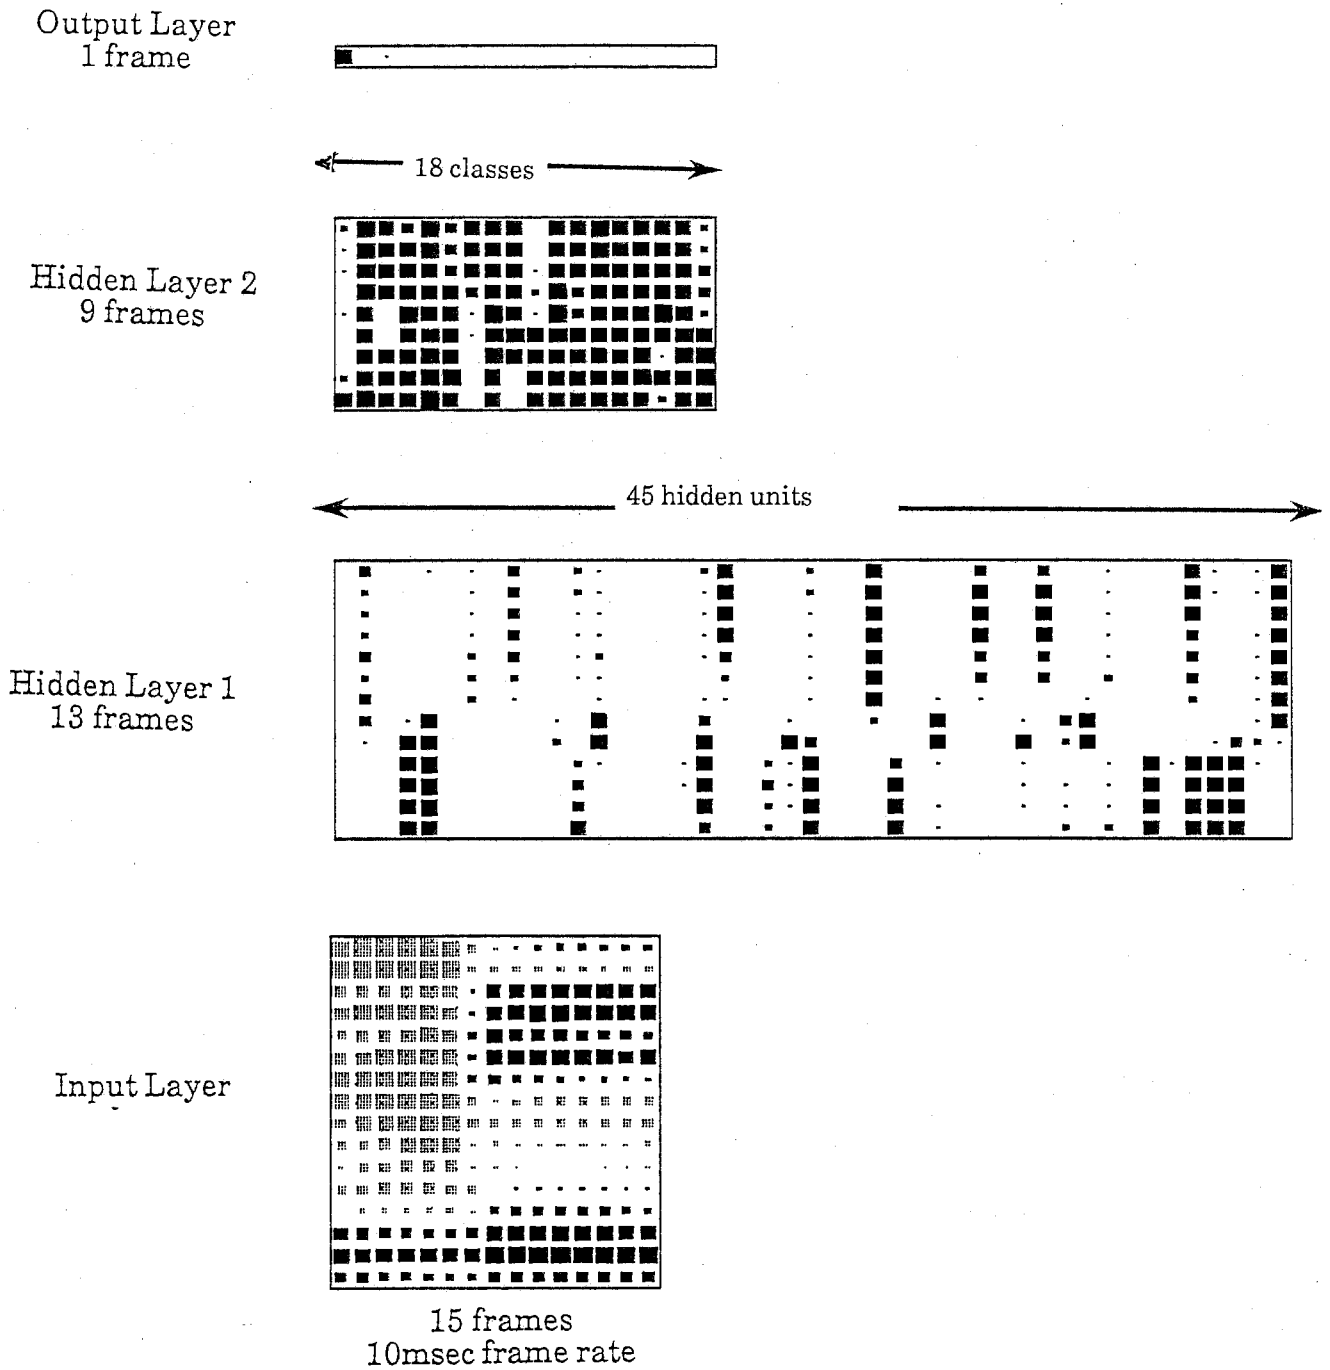 Output Layer
1 frame
18 classes
Hidden Layer 2
9 frames
45 hidden units
Hidden Layer 1
13 frames
Input Layer
15 frames
10msec frame rate